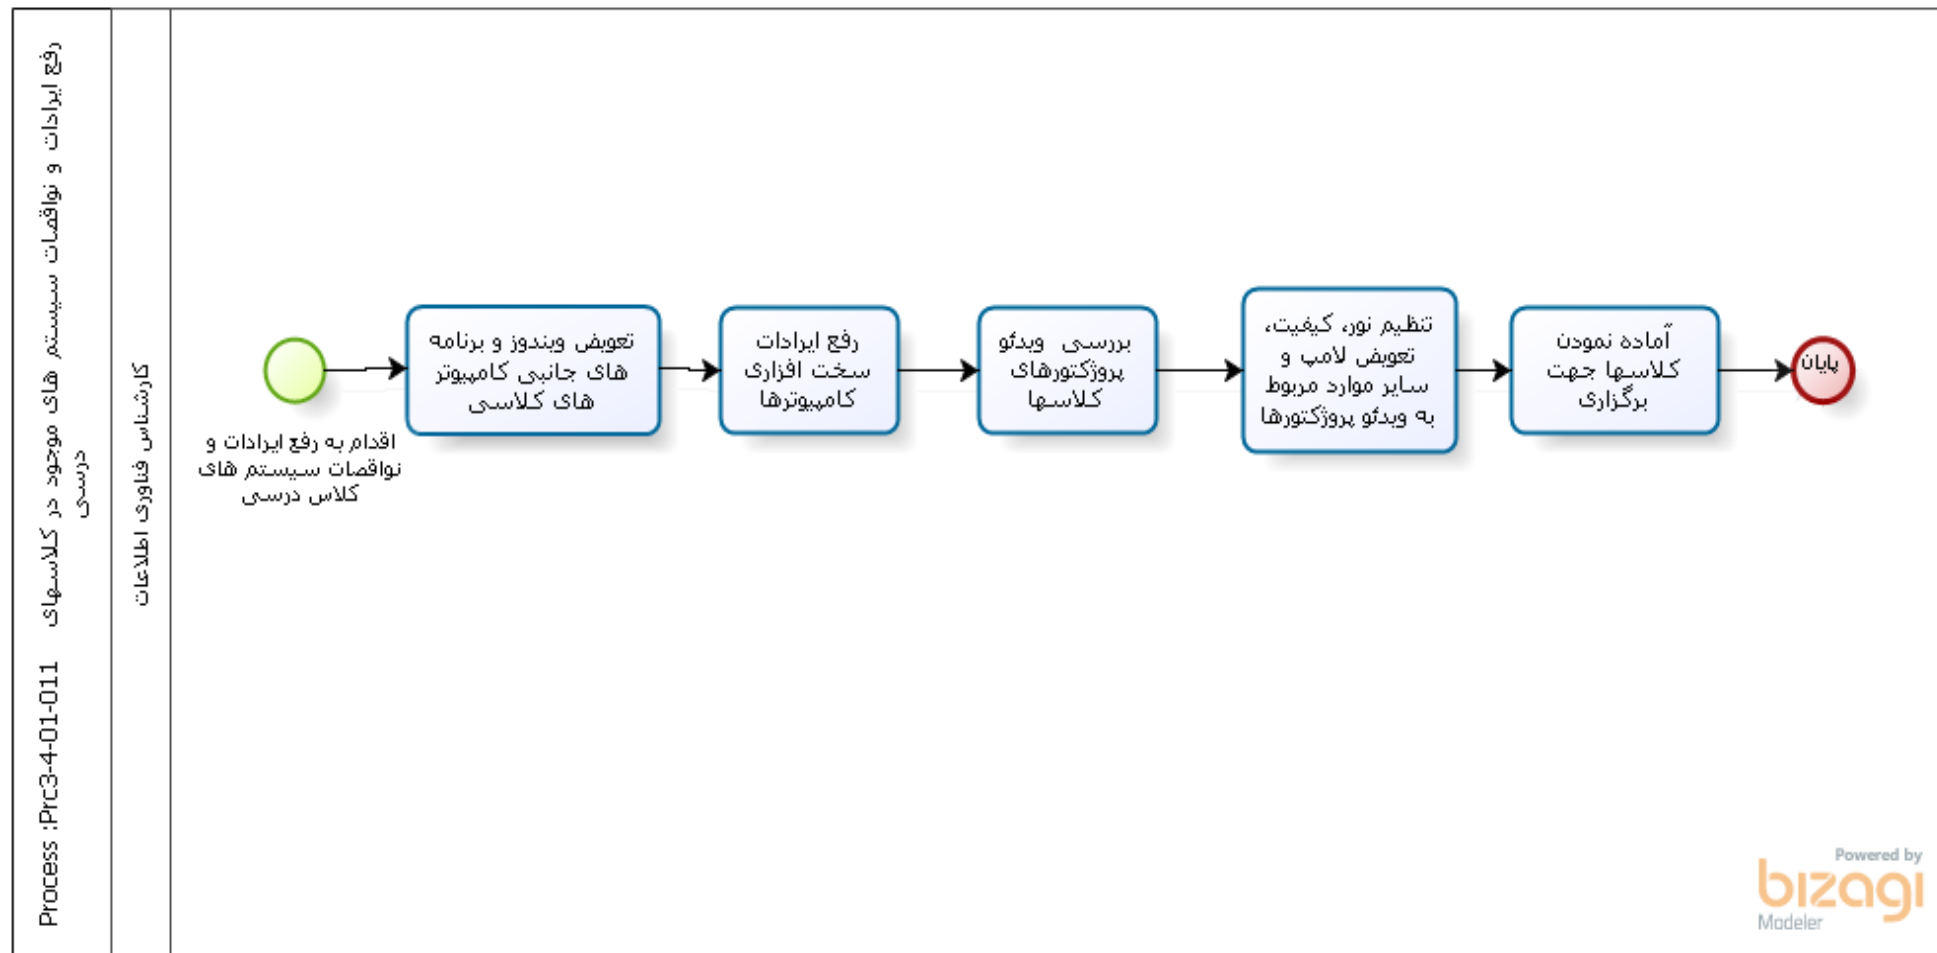 Process :Prc3-4-01-011 رفع ایرادات و نواقصات سیستم های موجود در کلاسهای
درسی
کارشناس فناوری اطلاعات
اقدام به رفع ایرادات و
نواقصات سیستم های
کلاس درسی
تعویض ویندوز و برنامه
های جانبی کامپیوتر
های کلاسی
رفع ایرادات
سخت افزاری
کامپیوترها
بررسی ویدئو
پروژکتورهای
کلاسها
تنظیم نور، کیفیت،
تعویض لامپ و
سایر موارد مربوط
به ویدئو پروژکتورها
آماده نمودن
کلاسها جهت
برگزاری
پایان
Powered by
bizagi
Modeler